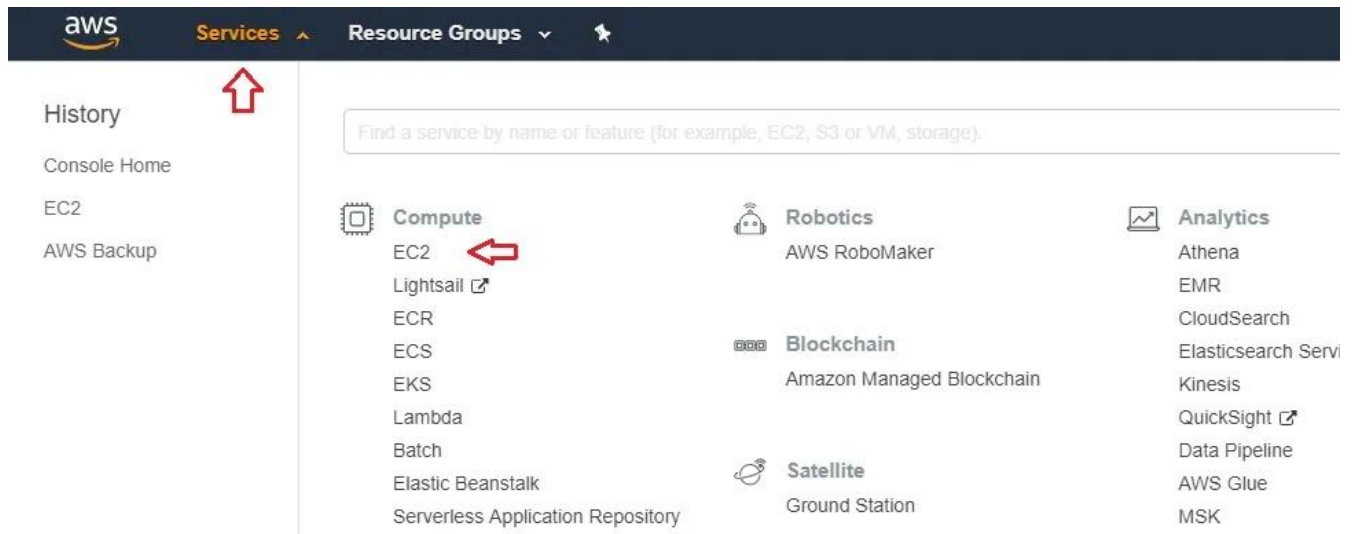 aws
Services
Resource Groups
History
Console Home
EC2
AWS Backup
Find a service by name or feature (for example, EC2, S3 or VM, storage).
Compute
EC2
Lightsail
ECR
ECS
EKS
Lambda
Batch
Elastic Beanstalk
Serverless Application Repository
Robotics
AWS RoboMaker
Blockchain
Amazon Managed Blockchain
Satellite
Ground Station
Analytics
Athena
EMR
CloudSearch
Elasticsearch Servi
Kinesis
QuickSight
Data Pipeline
AWS Glue
MSK